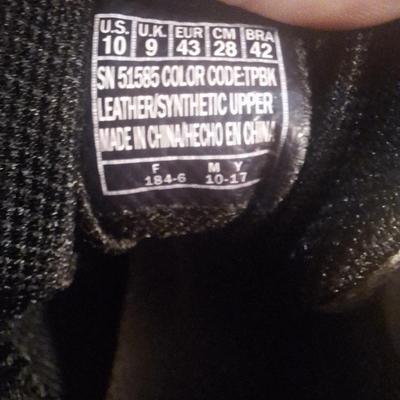 U.S. U.K. EUR CM BRA
10 9 43 28 42
SN 51585 COLOR CODE:TPBK
LEATHER/SYNTHETIC UPPER
MADE IN CHINA/HECHO EN CHINA
F M Y
184-6 10-17